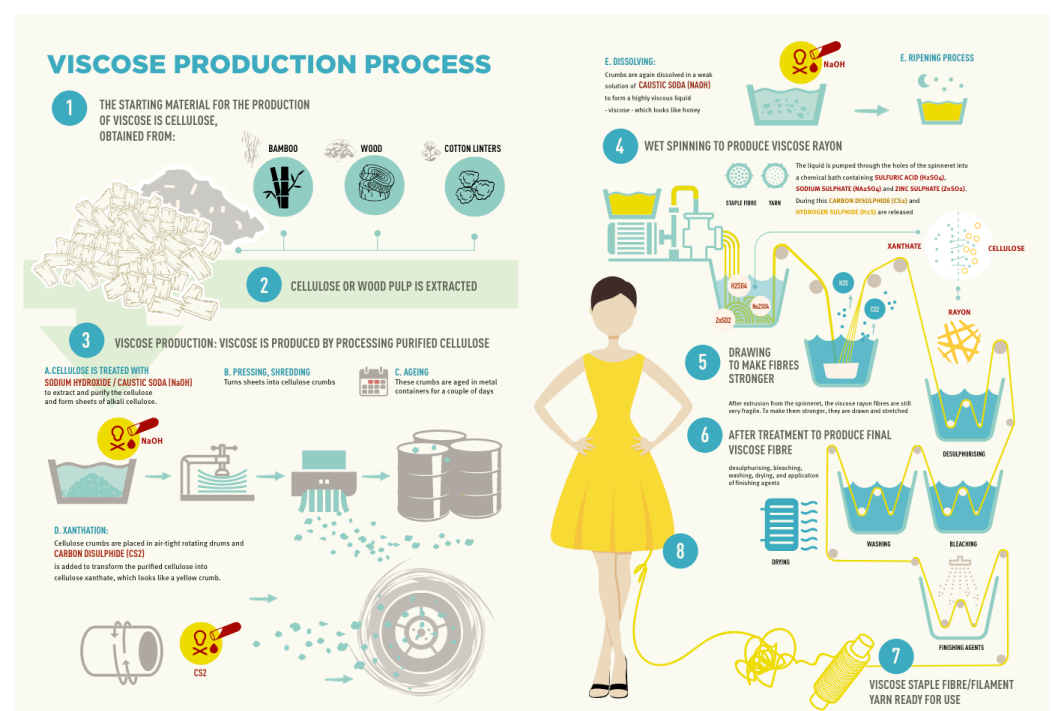 VISCOSE PRODUCTION PROCESS
1
THE STARTING MATERIAL FOR THE PRODUCTION
OF VISCOSE IS CELLULOSE,
OBTAINED FROM:
BAMBOO
WOOD
COTTON LINTERS
2
CELLULOSE OR WOOD PULP IS EXTRACTED
3
VISCOSE PRODUCTION: VISCOSE IS PRODUCED BY PROCESSING PURIFIED CELLULOSE
A.CELLULOSE IS TREATED WITH
SODIUM HYDROXIDE / CAUSTIC SODA (NaOH)
to extract and purify the cellulose
and form sheets of alkali cellulose.
B. PRESSING, SHREDDING
Turns sheets into cellulose crumbs
C. AGEING
These crumbs are aged in metal
containers for a couple of days
NaOH
D. XANTHATION:
Cellulose crumbs are placed in air-tight rotating drums and
CARBON DISULPHIDE (CS2)
is added to transform the purified cellulose into
cellulose xanthate, which looks like a yellow crumb.
CS2
E. DISSOLVING:
Crumbs are again dissolved in a weak
solution of CAUSTIC SODA (NAOH)
to form a highly viscous liquid
- viscose - which looks like honey
NaOH
E. RIPENING PROCESS
4
WET SPINNING TO PRODUCE VISCOSE RAYON
STAPLE FIBRE
YARN
The liquid is pumped through the holes of the spinneret into
a chemical bath containing SULFURIC ACID (H2SO4),
SODIUM SULPHATE (NA2SO4) and ZINC SULPHATE (ZnSO2).
During this CARBON DISULPHIDE (CS2) and
HYDROGEN SULPHIDE (H2S) are released
XANTHATE
CELLULOSE
H2SO4
Na2SO4
ZnSO2
H2S
CS2
RAYON
5
DRAWING
TO MAKE FIBRES
STRONGER
After extrusion from the spinneret, the viscose rayon fibres are still
very fragile. To make them stronger, they are drawn and stretched
6
AFTER TREATMENT TO PRODUCE FINAL
VISCOSE FIBRE
desulphurising, bleaching,
washing, drying, and application
of finishing agents
DESULPHURISING
WASHING
BLEACHING
DRYING
FINISHING AGENTS
8
7
VISCOSE STAPLE FIBRE/FILAMENT
YARN READY FOR USE